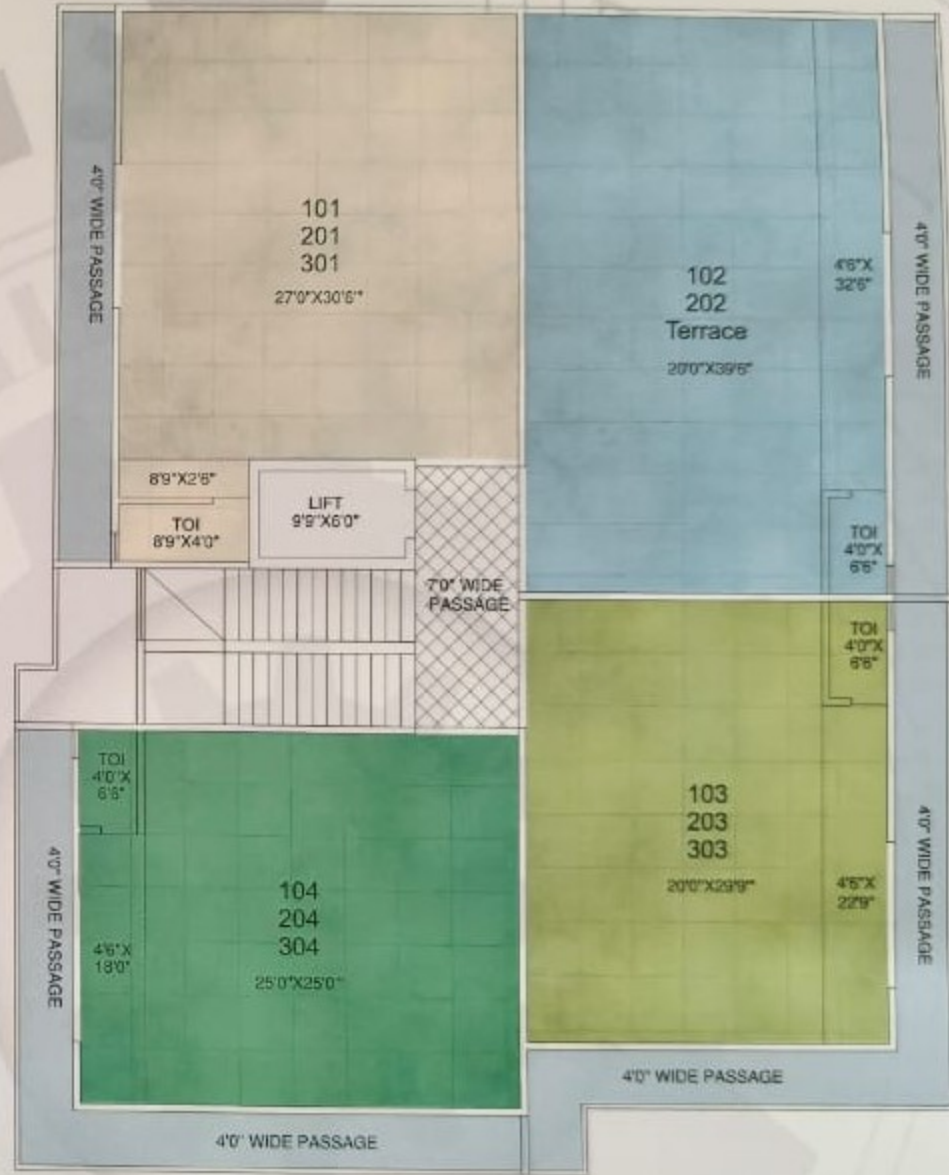 4'0" WIDE PASSAGE
101
201
301
27'0"X30'6"
102
202
Terrace
20'0"X39'6"
4'6"X
32'6"
4'0" WIDE PASSAGE
8'9"X2'6"
TOI
8'9"X4'0"
LIFT
9'9"X6'0"
7'0" WIDE
PASSAGE
TOI
4'0"X
6'6"
TOI
4'0"X
6'6"
TOI
4'0"X
6'6"
103
203
303
20'0"X29'9"
4'6"X
22'9"
4'0" WIDE PASSAGE
4'0" WIDE PASSAGE
104
204
304
25'0"X25'0"
4'6"X
18'0"
4'0" WIDE PASSAGE
4'0" WIDE PASSAGE